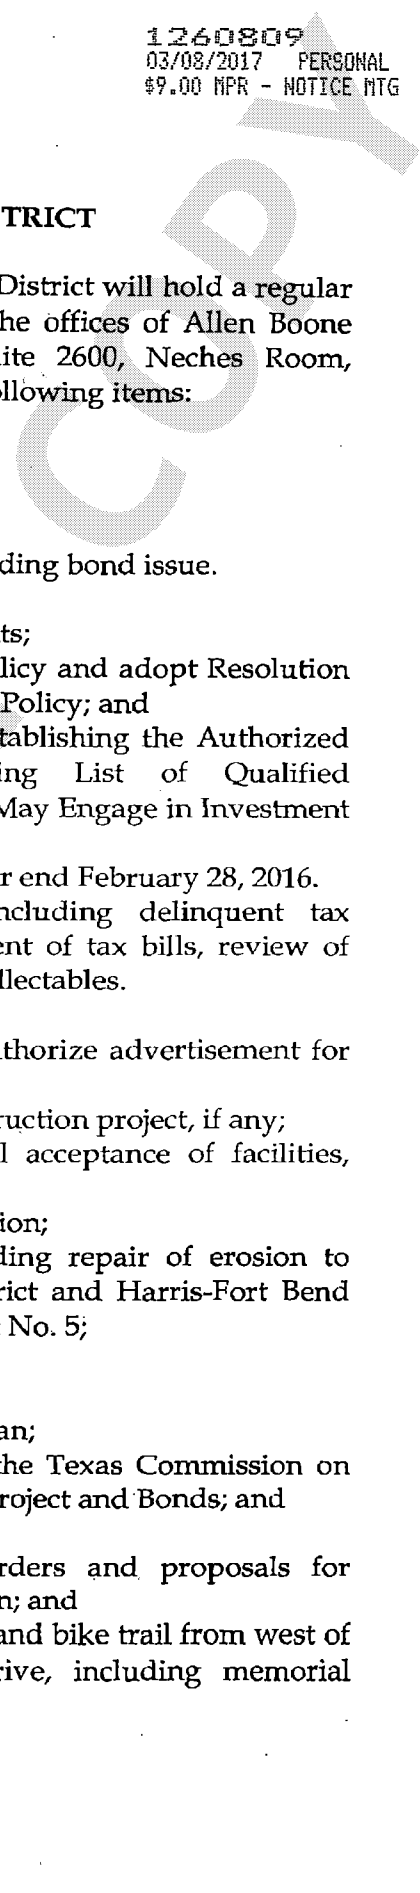 1260809
03/08/2017 PERSONAL
$9.00 MPR - NOTICE MTG
COPY
TRICT
District will hold a regular
he offices of Allen Boone
ite 2600, Neches Room,
llowing items:
ding bond issue.
ts;
licy and adopt Resolution
Policy; and
tablishing the Authorized
ing List of Qualified
May Engage in Investment
r end February 28, 2016.
ncluding delinquent tax
ent of tax bills, review of
llectables.
thorize advertisement for
ruction project, if any;
l acceptance of facilities,
ion;
ding repair of erosion to
rict and Harris-Fort Bend
No. 5;
an;
the Texas Commission on
roject and Bonds; and
rders and proposals for
n; and
and bike trail from west of
rive, including memorial